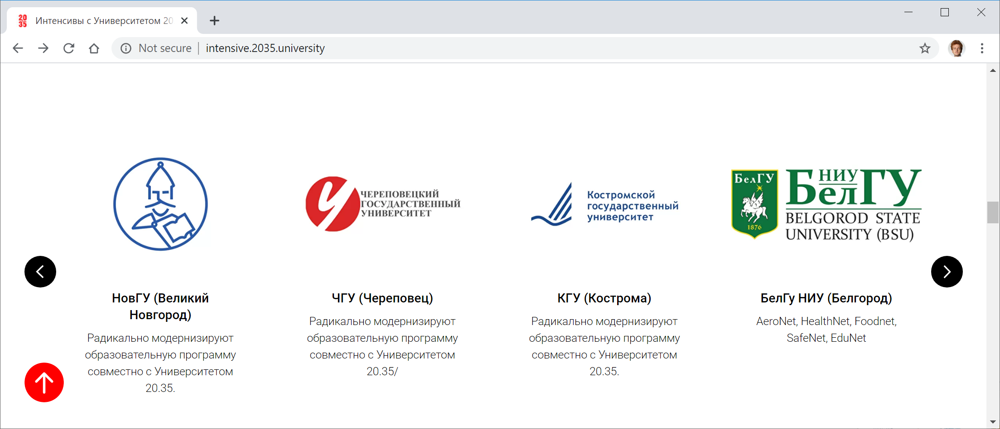 20
35
Интенсивы с Университетом 20
Not secure
intensive.2035.university
ЧЕРЕПОВЕЦКИЙ
ГОСУДАРСТВЕННЫЙ
УНИВЕРСИТЕТ
Костромской
государственный
университет
БелГУ
1876
НИУ
БелГУ
BELGOROD STATE
UNIVERSITY (BSU)
НовГУ (Великий
Новгород)
Радикально модернизируют
образовательную программу
совместно с Университетом
20.35.
ЧГУ (Череповец)
Радикально модернизируют
образовательную программу
совместно с Университетом
20.35/
КГУ (Кострома)
Радикально модернизируют
образовательную программу
совместно с Университетом
20.35.
БелГу НИУ (Белгород)
AeroNet, HealthNet, Foodnet,
SafeNet, EduNet